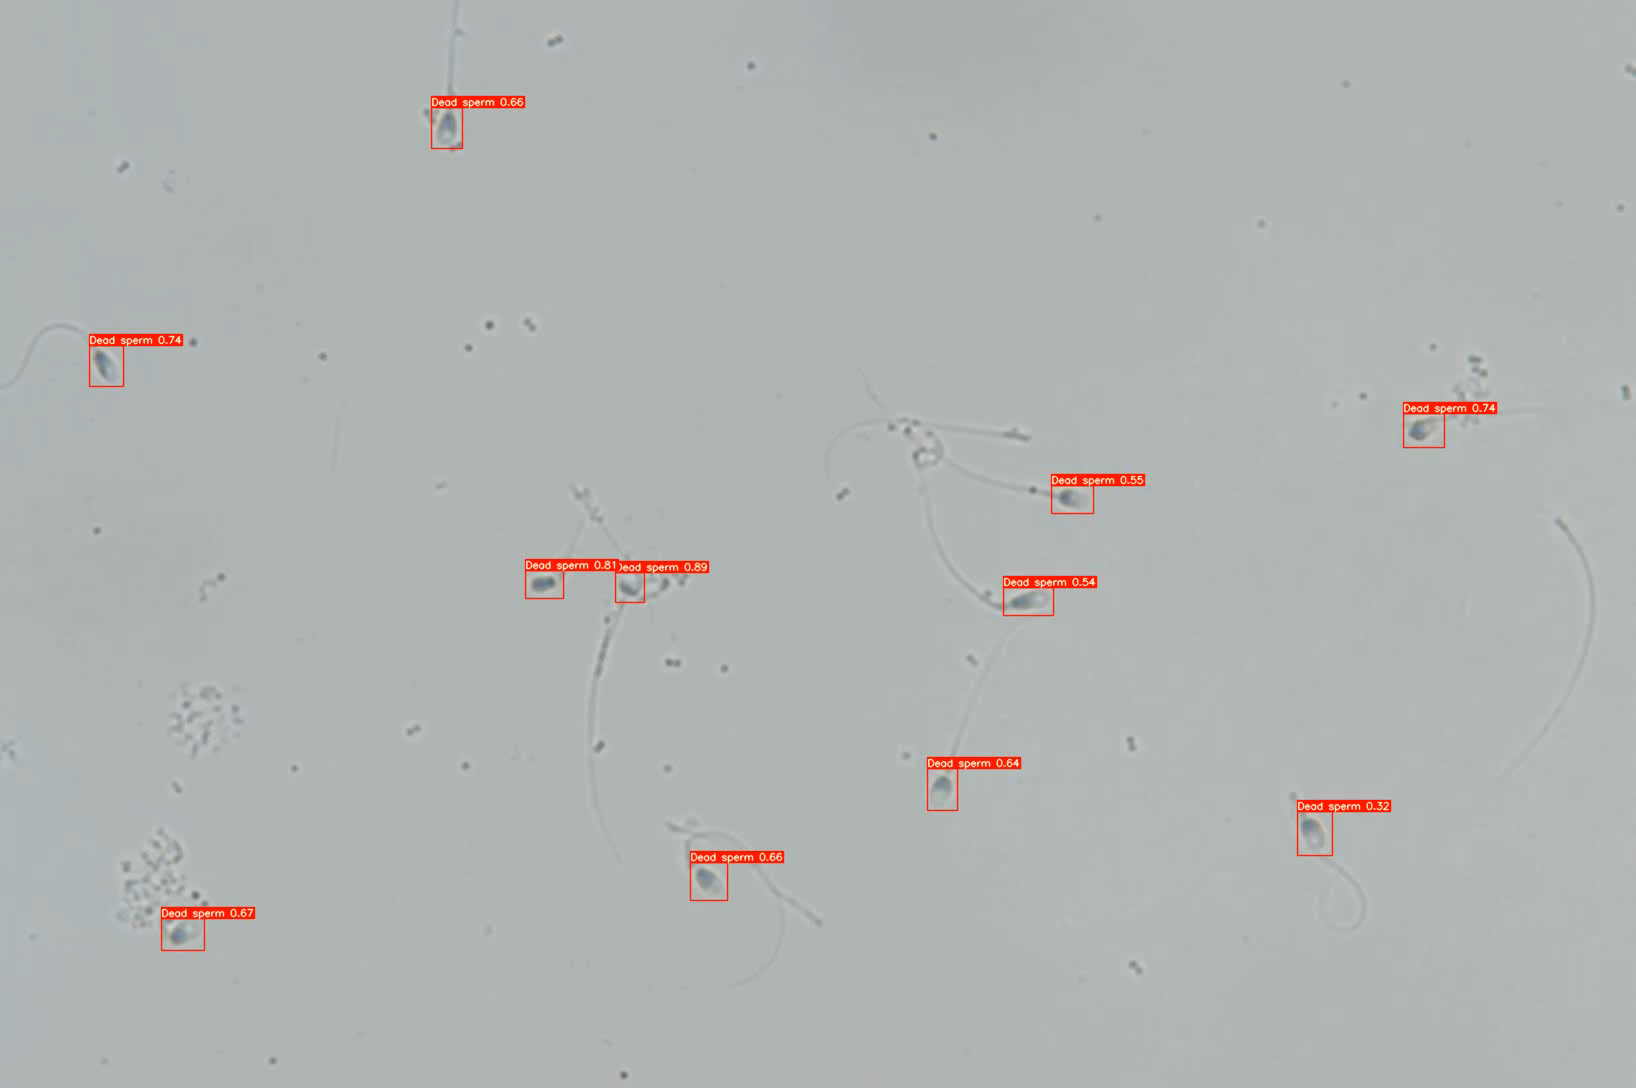 Dead sperm 0.66
Dead sperm 0.74
Dead sperm 0.74
Dead sperm 0.55
Dead sperm 0.81
Dead sperm 0.89
Dead sperm 0.54
Dead sperm 0.64
Dead sperm 0.32
Dead sperm 0.66
Dead sperm 0.67